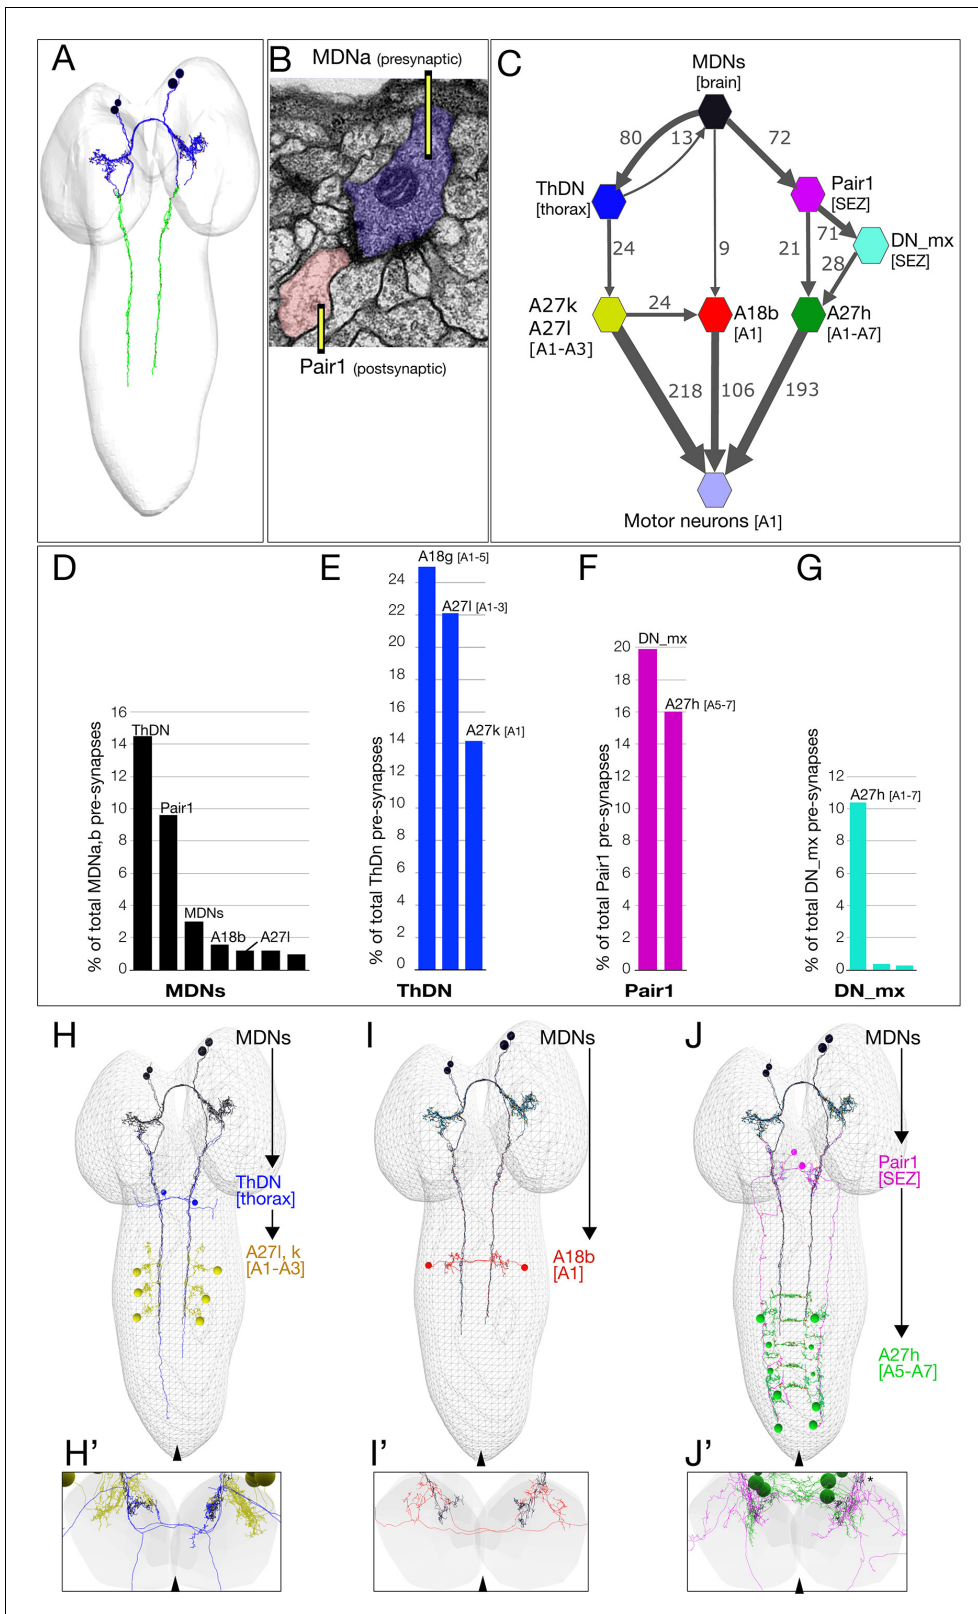 A
B
MDNa (presynaptic)
Pair1 (postsynaptic)
C
MDNs
[brain]
80
13
72
ThDN
[thorax]
Pair1
[SEZ]
71
DN_mx
[SEZ]
24
9
21
28
A27k
A27l
[A1-A3]
24
A18b
[A1]
A27h
[A1-A7]
218
106
193
Motor neurons [A1]
D
% of total MDNa,b pre-synapses
16
14
12
10
8
6
4
2
0
ThDN
Pair1
MDNs
A18b
A27l
MDNs
E
% of total ThDn pre-synapses
24
22
20
18
16
14
12
10
8
6
4
2
0
A18g [A1-5]
A27l [A1-3]
A27k [A1]
ThDN
F
% of total Pair1 pre-synapses
20
18
16
14
12
10
8
6
4
2
0
DN_mx
A27h [A5-7]
Pair1
G
% of total DN_mx pre-synapses
12
10
8
6
4
2
0
A27h [A1-7]
DN_mx
H
MDNs
ThDN
[thorax]
A27l, k
[A1-A3]
I
MDNs
A18b
[A1]
J
MDNs
Pair1
[SEZ]
A27h
[A5-A7]
H'
I'
J'
*